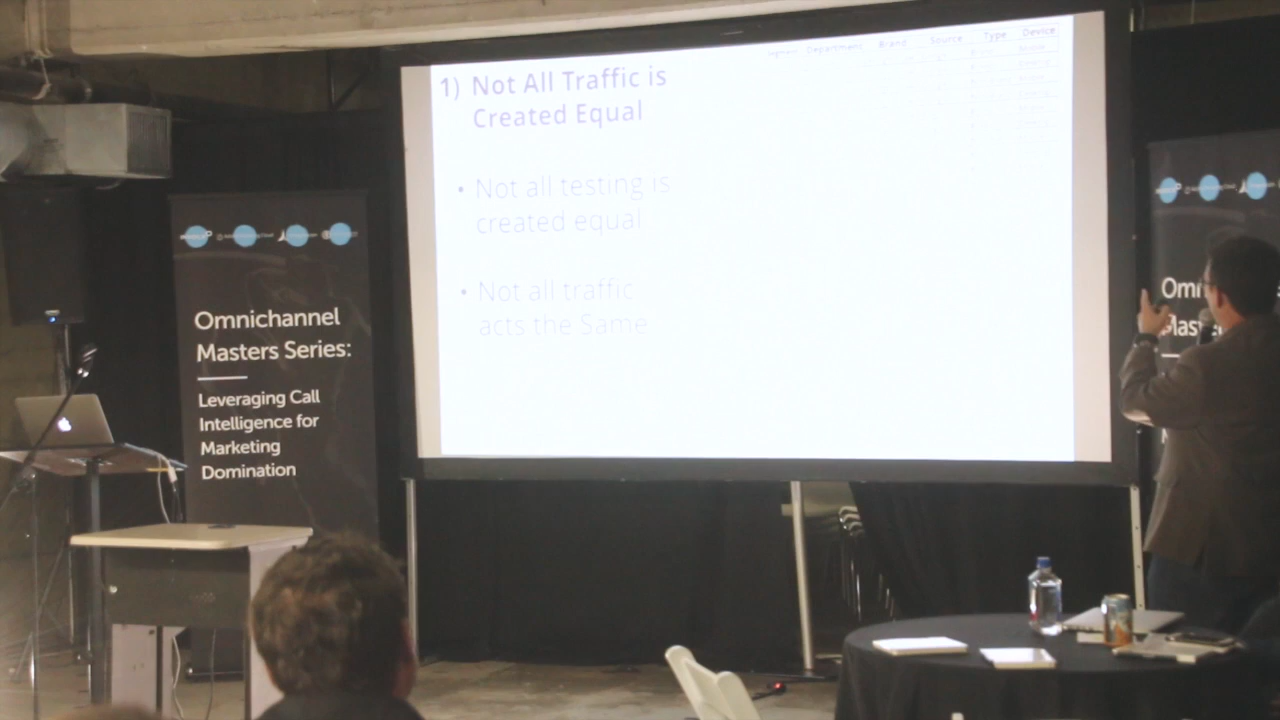 1) Not All Traffic is
Created Equal
• Not all testing is
created equal
• Not all traffic
acts the Same
Department Brand Source Type Device
Omnichannel
Masters Series:
Leveraging Call
Intelligence for
Marketing
Domination